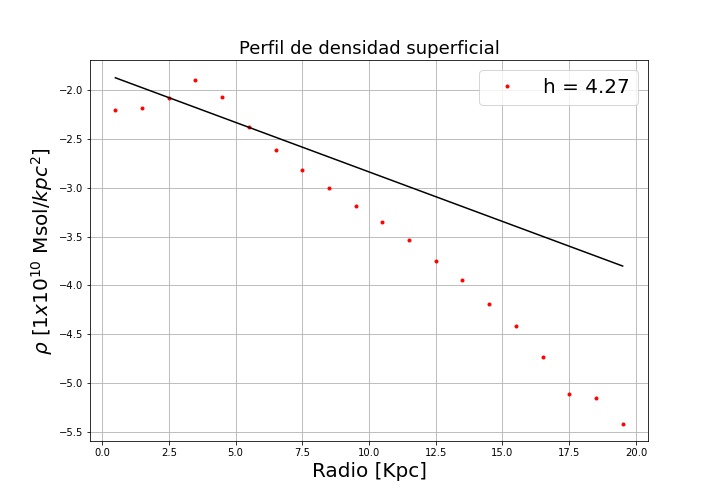 Perfil de densidad superficial
h = 4.27
−2.0
−2.5
−3.0
−3.5
−4.0
−4.5
−5.0
−5.5
ρ [1x10¹⁰ Msol/kpc²]
0.0 2.5 5.0 7.5 10.0 12.5 15.0 17.5 20.0
Radio [Kpc]